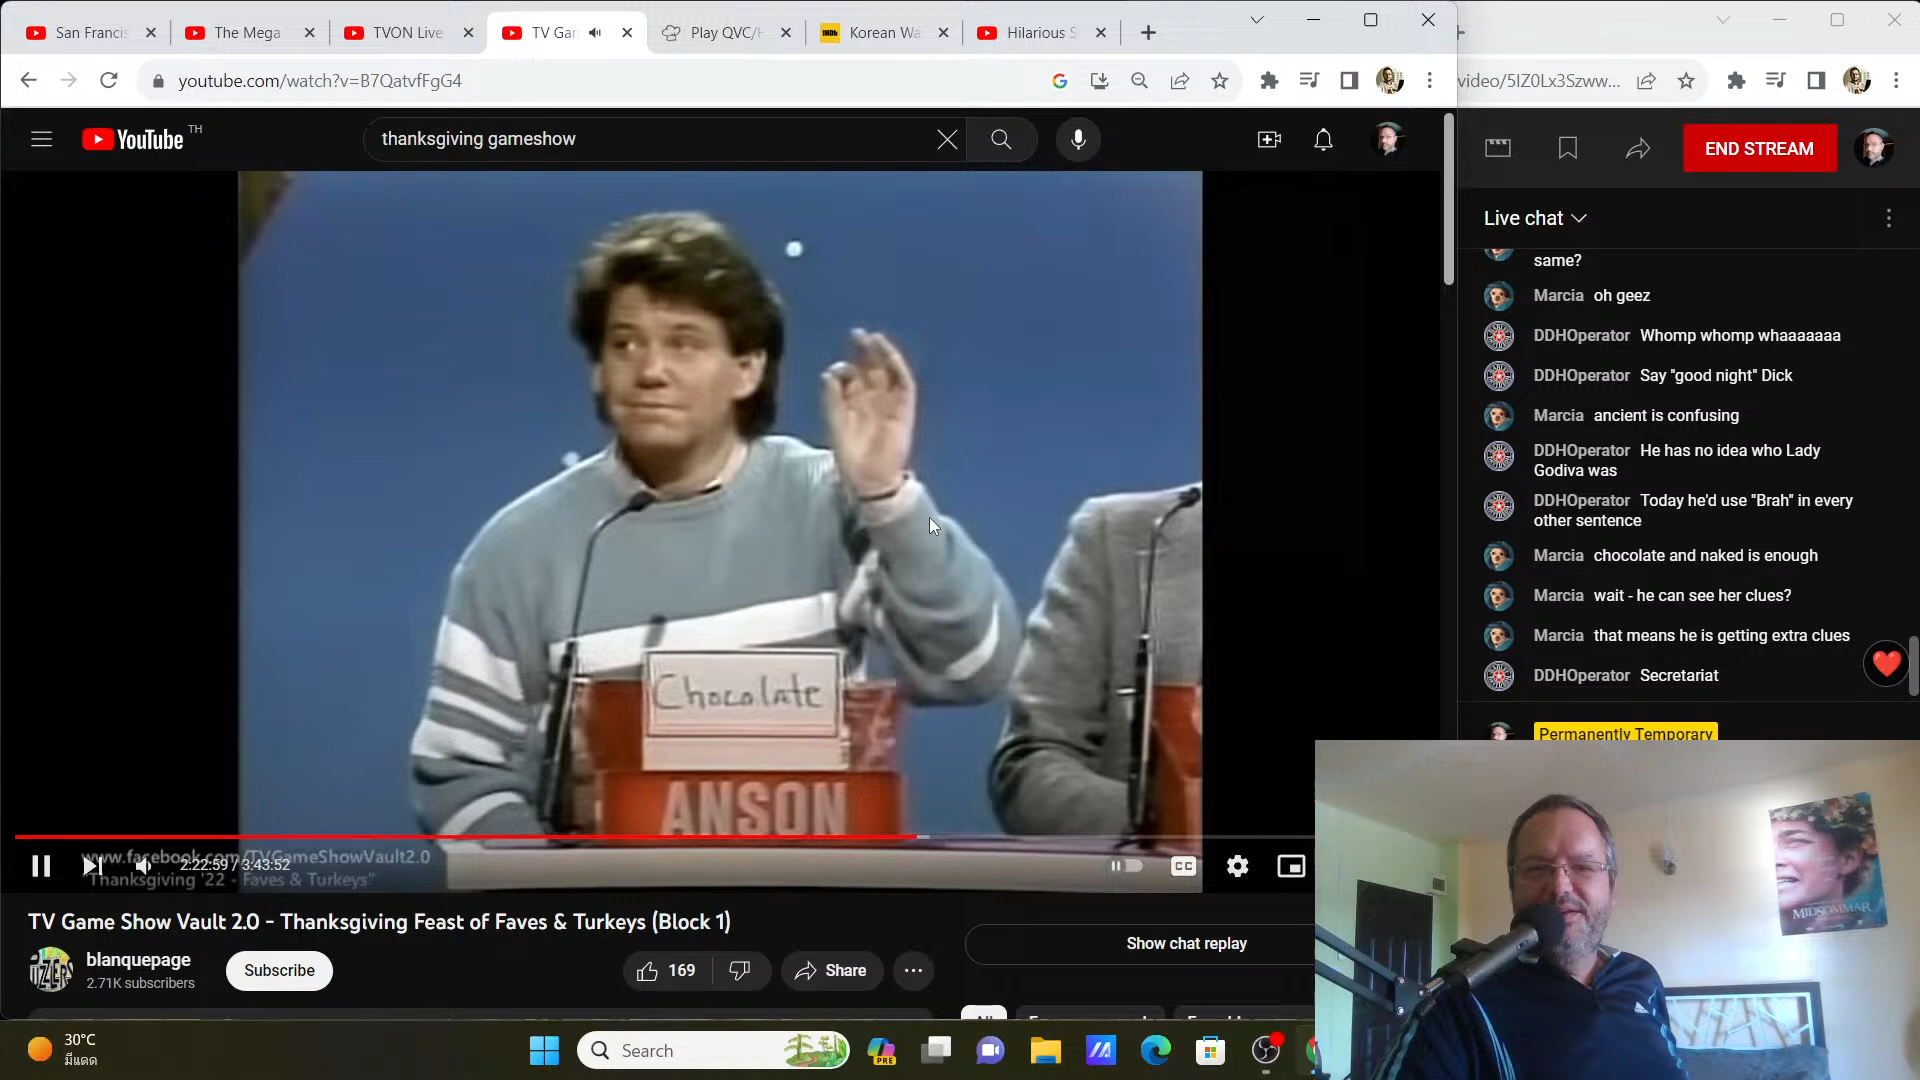 San Francis
The Mega
TVON Live
TV Gar
Play QVC/H
IMDb
Korean Wa
Hilarious S
youtube.com/watch?v=B7QatvfFgG4
video/5IZ0Lx3Szww...
YouTube TH
thanksgiving gameshow
END STREAM
Live chat
same?
Marcia oh geez
DDHOperator Whomp whomp whaaaaaaa
DDHOperator Say "good night" Dick
Marcia ancient is confusing
DDHOperator He has no idea who Lady
Godiva was
DDHOperator Today he'd use "Brah" in every
other sentence
Marcia chocolate and naked is enough
Marcia wait - he can see her clues?
Marcia that means he is getting extra clues
DDHOperator Secretariat
Permanently Temporary
Chocolate
ANSON
www.facebook.com/TVGameShowVault2.0
2:22:59 / 3:43:52
"Thanksgiving '22 - Faves & Turkeys"
CC
MIDSOMMAR
TV Game Show Vault 2.0 - Thanksgiving Feast of Faves & Turkeys (Block 1)
blanquepage
2.71K subscribers
Subscribe
169
Share
Show chat replay
30°C
มีแดด
Search
PRE